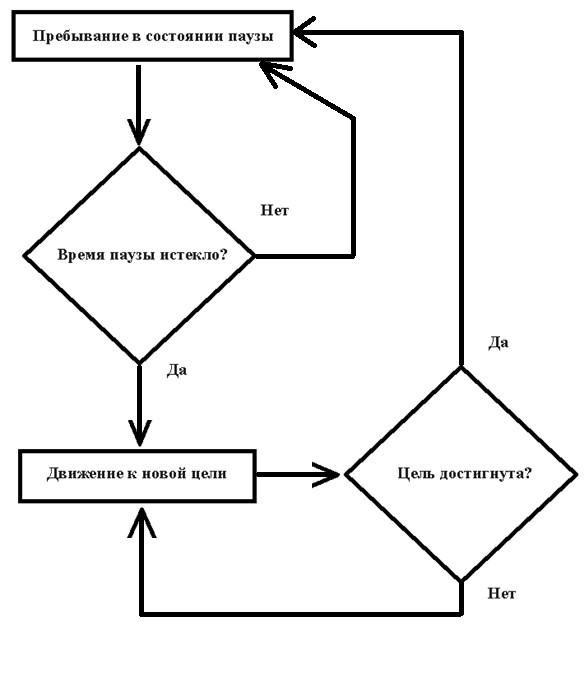 Пребывание в состоянии паузы
Нет
Время паузы истекло?
Да
Да
Движение к новой цели
Цель достигнута?
Нет